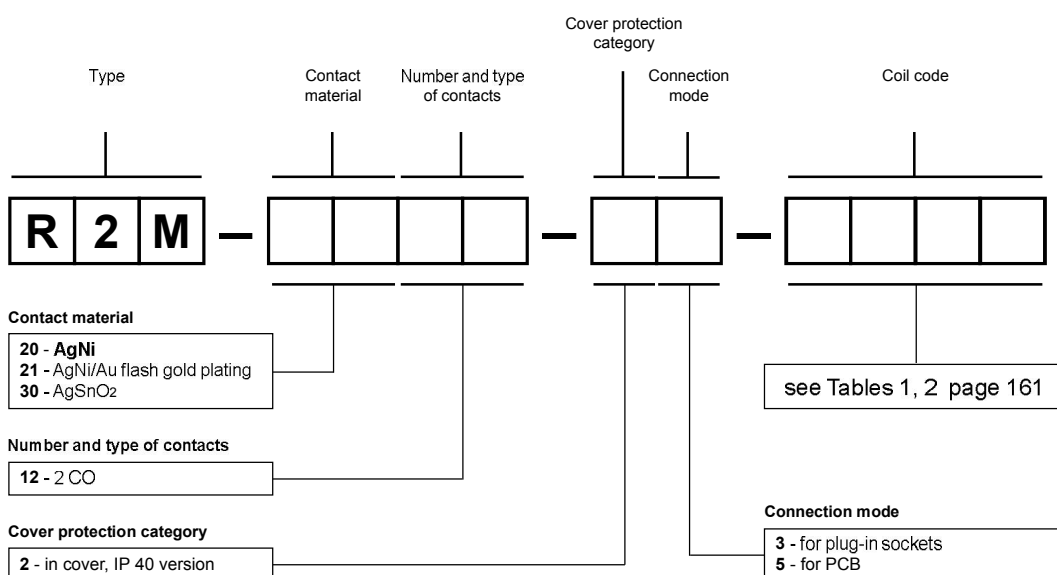 Cover protection
category
Type
Contact
material
Number and type
of contacts
Connection
mode
Coil code
R 2 M — — —
Contact material
20 - AgNi
21 - AgNi/Au flash gold plating
30 - AgSnO2
see Tables 1, 2 page 161
Number and type of contacts
12 - 2 CO
Cover protection category
2 - in cover, IP 40 version
Connection mode
3 - for plug-in sockets
5 - for PCB